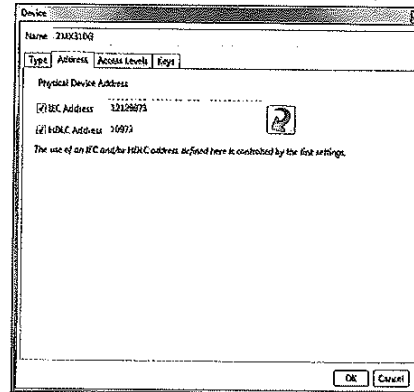 Device
Name ZMX310G
Type Address Access Levels Keys
Physical Device Address
IEC Address
HDLC Address
The use of an IEC and/or HDLC address defined here is controlled by the link settings.
OK Cancel